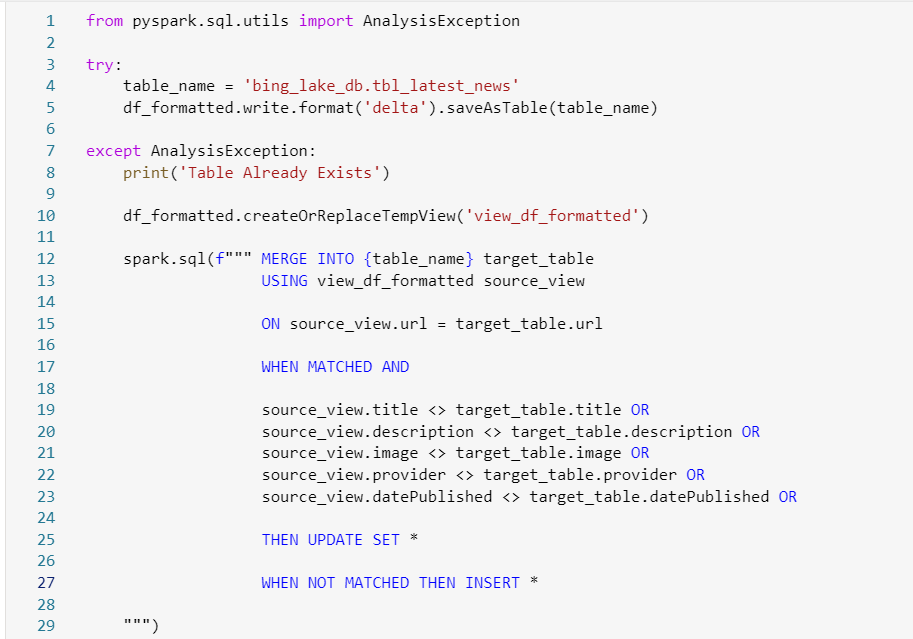 1 from pyspark.sql.utils import AnalysisException
2
3 try:
4     table_name = 'bing_lake_db.tbl_latest_news'
5     df_formatted.write.format('delta').saveAsTable(table_name)
6
7 except AnalysisException:
8     print('Table Already Exists')
9
10     df_formatted.createOrReplaceTempView('view_df_formatted')
11
12     spark.sql(f""" MERGE INTO {table_name} target_table
13                    USING view_df_formatted source_view
14
15                    ON source_view.url = target_table.url
16
17                    WHEN MATCHED AND
18
19                    source_view.title <> target_table.title OR
20                    source_view.description <> target_table.description OR
21                    source_view.image <> target_table.image OR
22                    source_view.provider <> target_table.provider OR
23                    source_view.datePublished <> target_table.datePublished OR
24
25                    THEN UPDATE SET *
26
27                    WHEN NOT MATCHED THEN INSERT *
28
29     """)